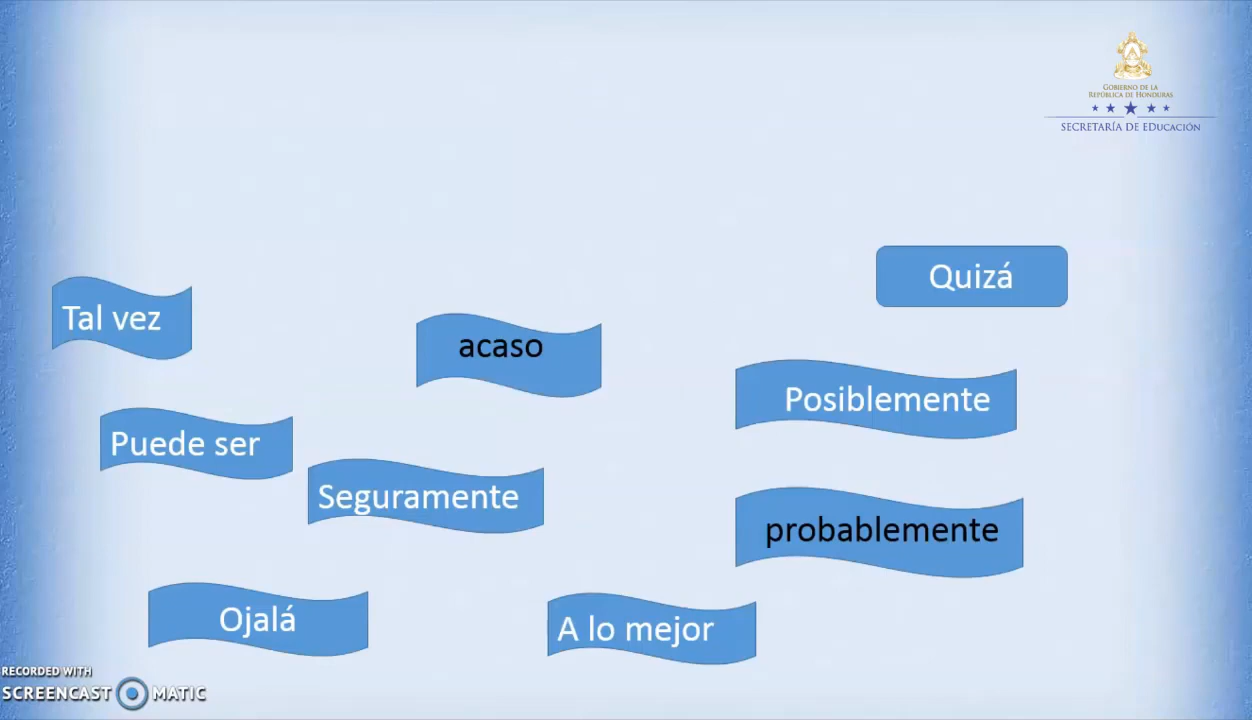 GOBIERNO DE LA
REPÚBLICA DE HONDURAS
SECRETARÍA DE EDUCACIÓN
Quizá
Tal vez
acaso
Posiblemente
Puede ser
Seguramente
probablemente
Ojalá
A lo mejor
RECORDED WITH
SCREENCAST MATIC